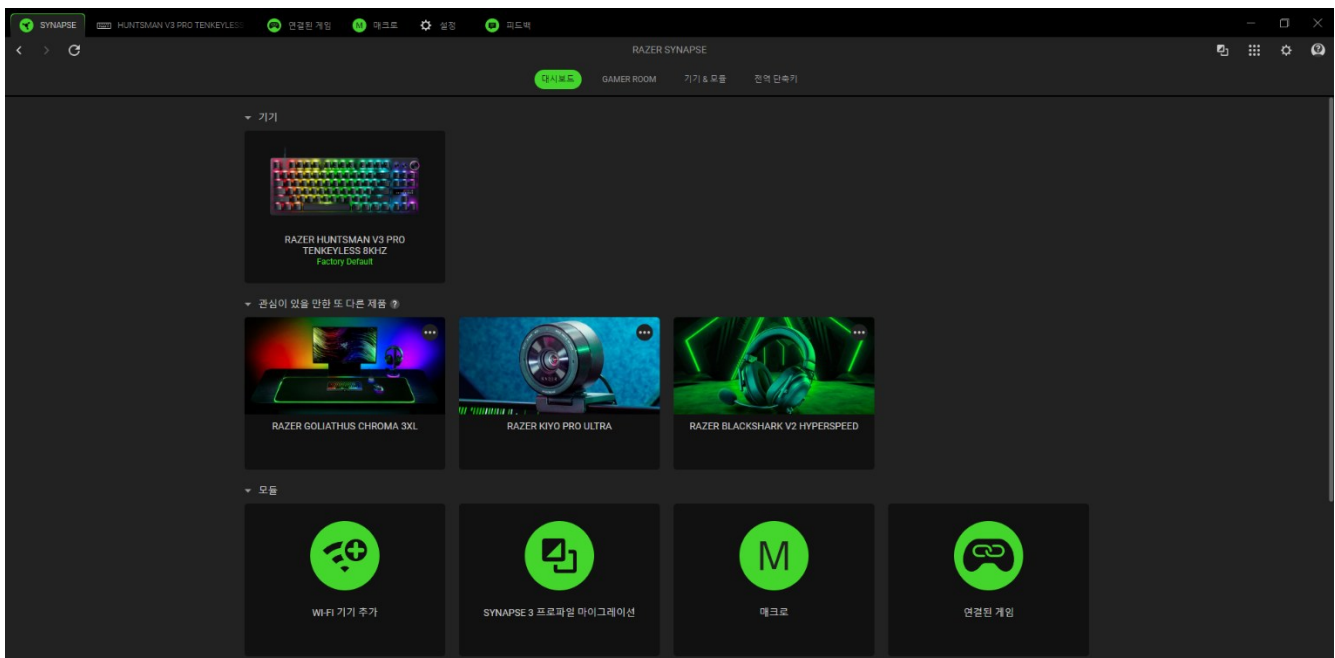 SYNAPSE
HUNTSMAN V3 PRO TENKEYLESS
연결된 게임
M 매크로
설정
피드백
RAZER SYNAPSE
대시보드
GAMER ROOM
기기 & 모듈
전역 단축키
기기
RAZER HUNTSMAN V3 PRO
TENKEYLESS 8KHZ
Factory Default
관심이 있을 만한 또 다른 제품 ?
RAZER GOLIATHUS CHROMA 3XL
RAZER KIYO PRO ULTRA
RAZER BLACKSHARK V2 HYPERSPEED
모듈
WI-FI 기기 추가
SYNAPSE 3 프로파일 마이그레이션
M
매크로
연결된 게임